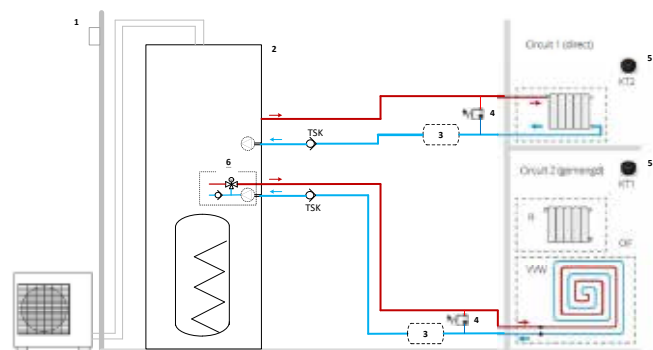 1
2
Circuit 1 (direct)
5
KT2
4
TSK
3
6
TSK
Circuit 2 (gemengd)
5
KT1
R
OF
VVW
4
3